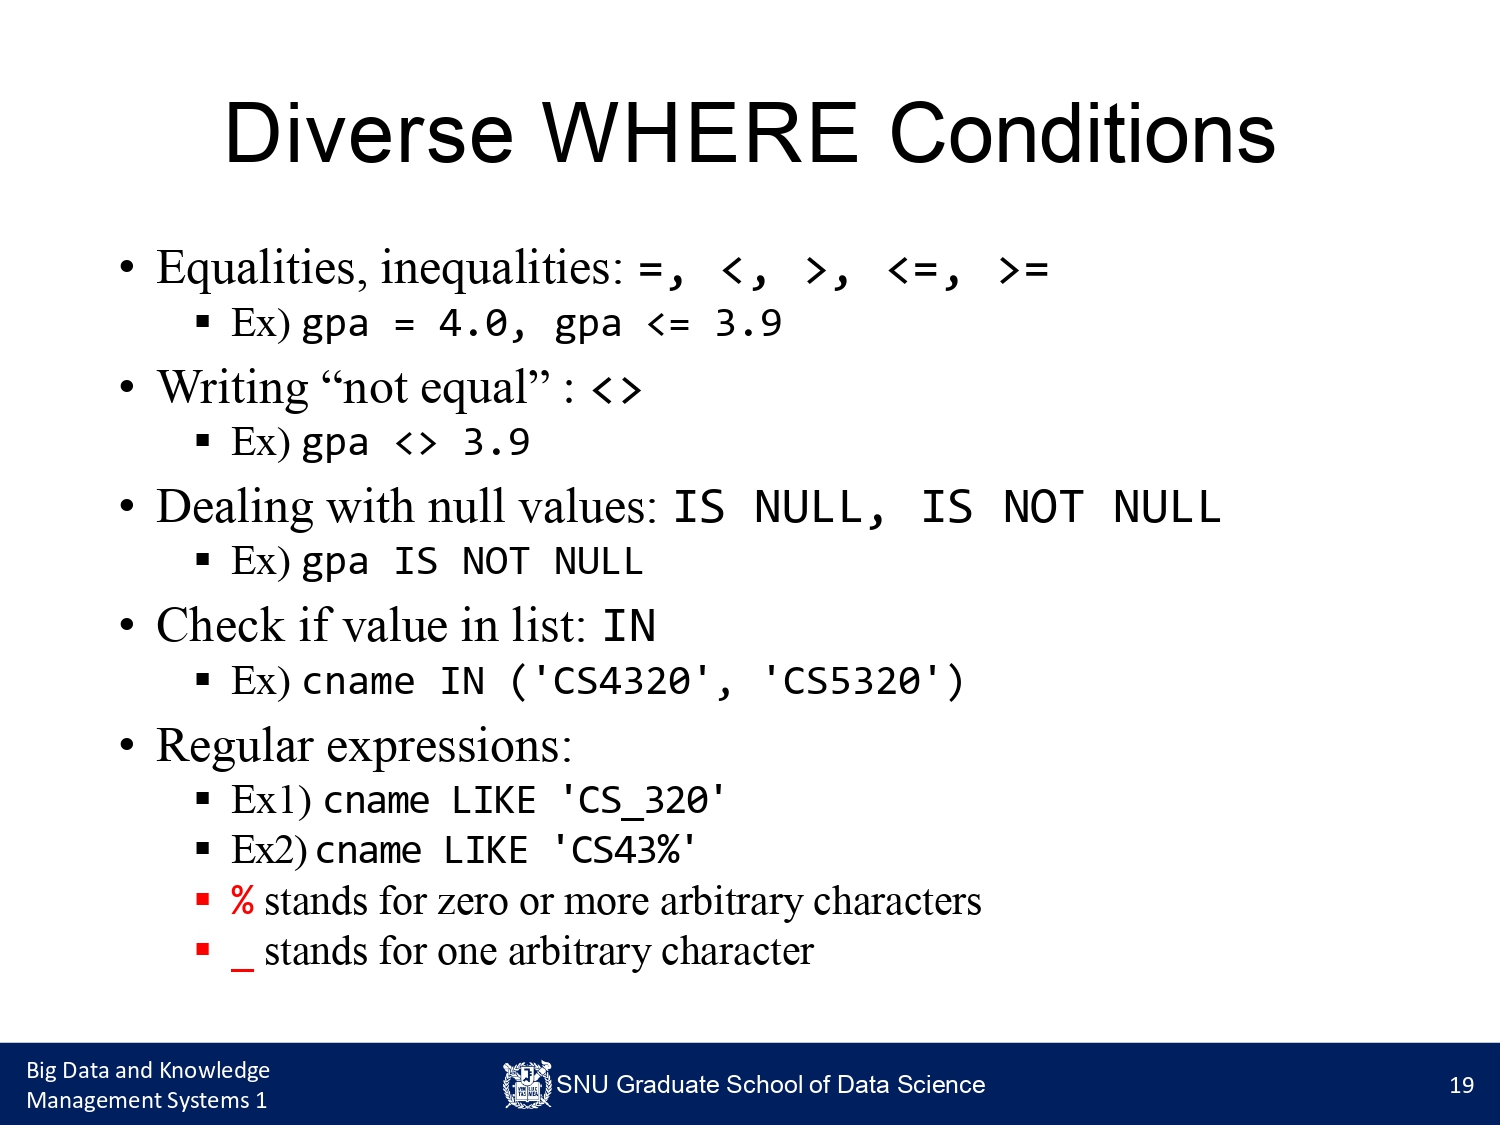 Diverse WHERE Conditions
• Equalities, inequalities: =, <, >, <=, >=
▪ Ex) gpa = 4.0, gpa <= 3.9
• Writing “not equal” : <>
▪ Ex) gpa <> 3.9
• Dealing with null values: IS NULL, IS NOT NULL
▪ Ex) gpa IS NOT NULL
• Check if value in list: IN
▪ Ex) cname IN ('CS4320', 'CS5320')
• Regular expressions:
▪ Ex1) cname LIKE 'CS_320'
▪ Ex2) cname LIKE 'CS43%'
▪ % stands for zero or more arbitrary characters
▪ _ stands for one arbitrary character
Big Data and Knowledge
Management Systems 1
SNU Graduate School of Data Science
19